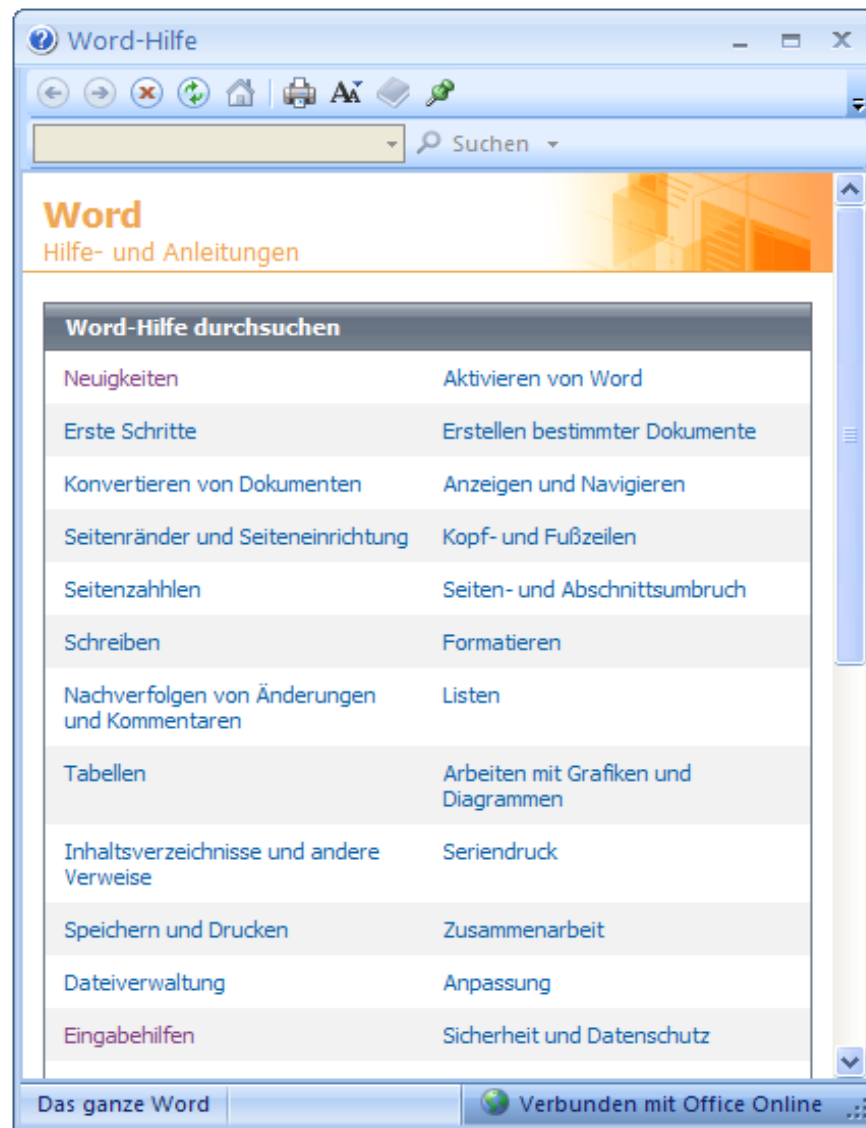 Word-Hilfe
Suchen
Word
Hilfe- und Anleitungen
Word-Hilfe durchsuchen
Neuigkeiten Aktivieren von Word
Erste Schritte Erstellen bestimmter Dokumente
Konvertieren von Dokumenten Anzeigen und Navigieren
Seitenränder und Seiteneinrichtung Kopf- und Fußzeilen
Seitenzahhlen Seiten- und Abschnittsumbruch
Schreiben Formatieren
Nachverfolgen von Änderungen Listen
und Kommentaren
Tabellen Arbeiten mit Grafiken und
Diagrammen
Inhaltsverzeichnisse und andere Seriendruck
Verweise
Speichern und Drucken Zusammenarbeit
Dateiverwaltung Anpassung
Eingabehilfen Sicherheit und Datenschutz
Das ganze Word Verbunden mit Office Online